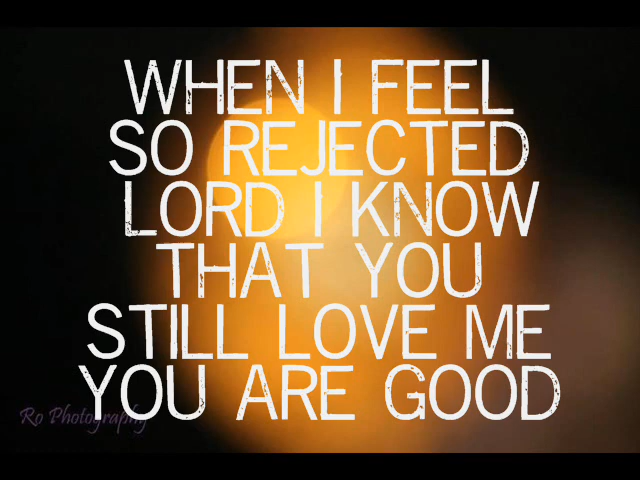 WHEN I FEEL
SO REJECTED
LORD I KNOW
THAT YOU
STILL LOVE ME
YOU ARE GOOD
Ro Photography